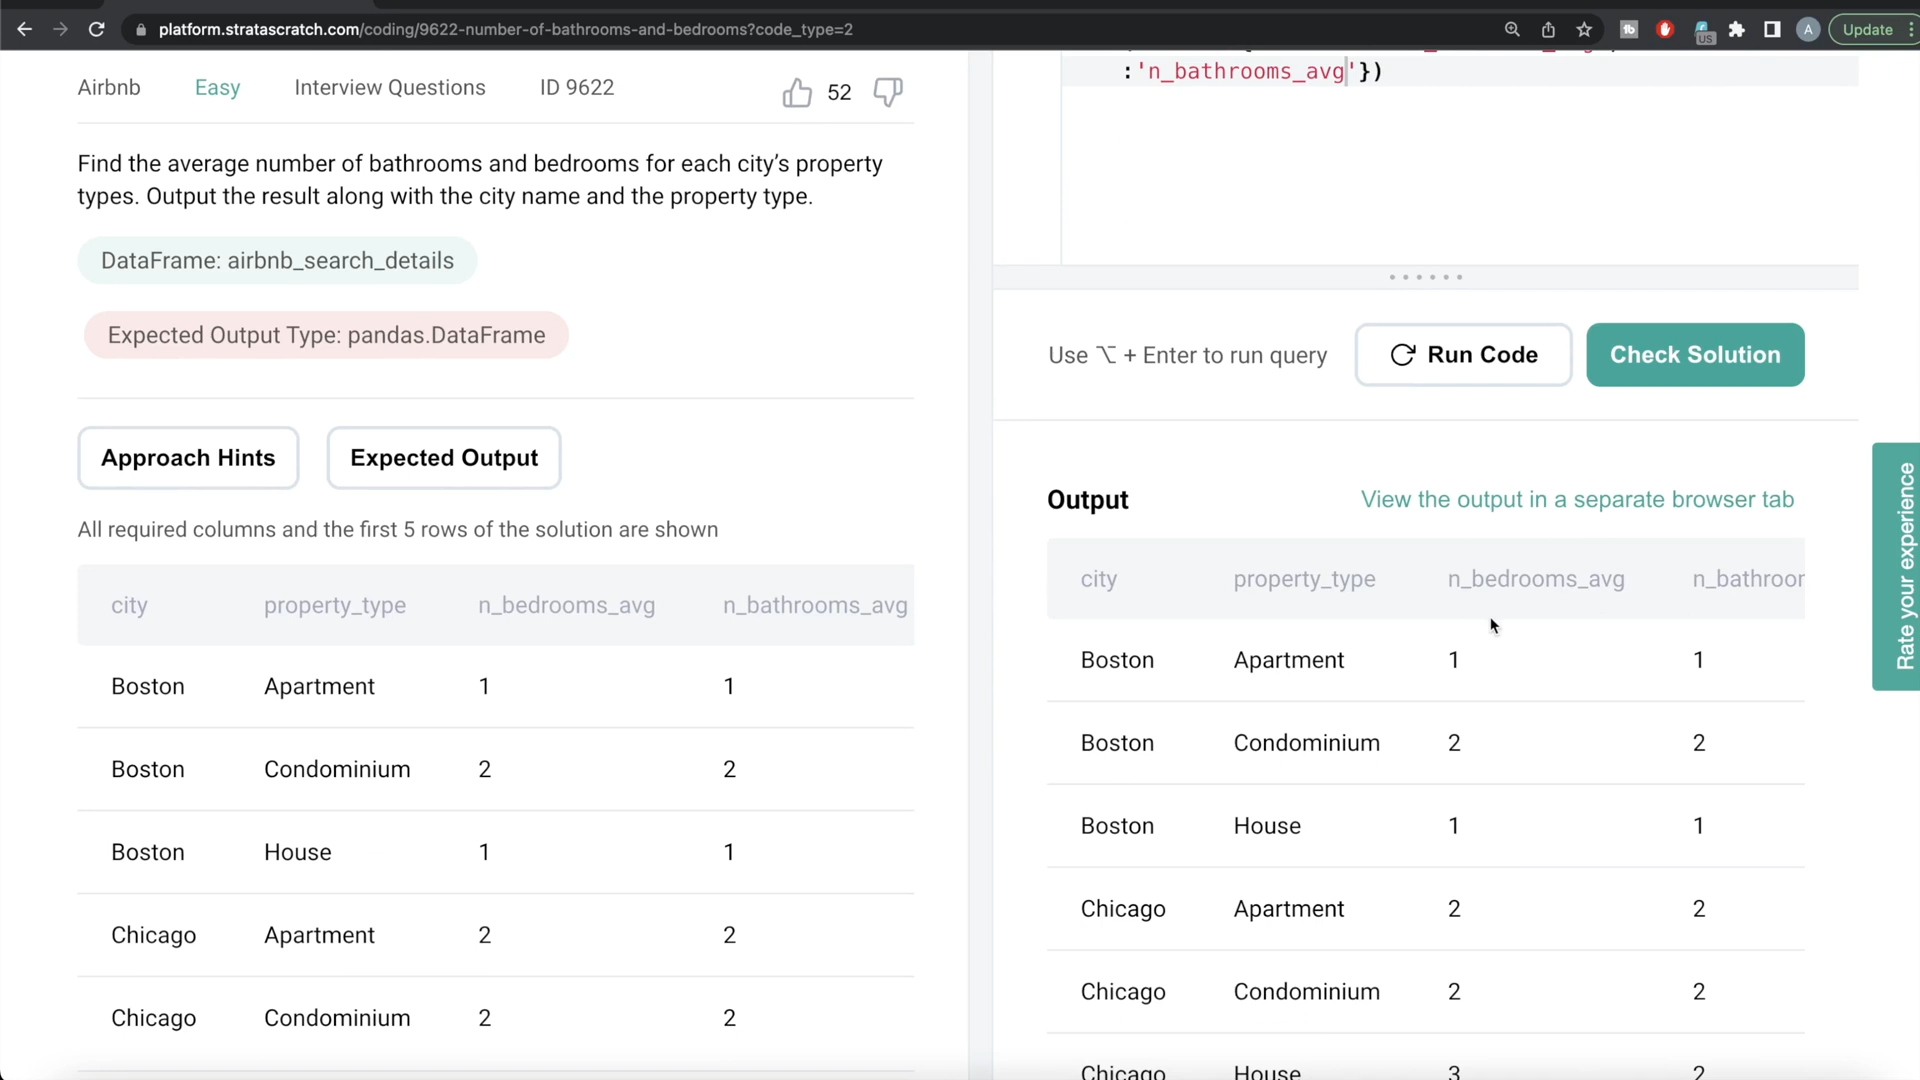 platform.stratascratch.com/coding/9622-number-of-bathrooms-and-bedrooms?code_type=2
US
A
Update
Airbnb
Easy
Interview Questions
ID 9622
52
Find the average number of bathrooms and bedrooms for each city’s property
types. Output the result along with the city name and the property type.
DataFrame: airbnb_search_details
Expected Output Type: pandas.DataFrame
Approach Hints
Expected Output
All required columns and the first 5 rows of the solution are shown
city property_type n_bedrooms_avg n_bathrooms_avg
Boston Apartment 1 1
Boston Condominium 2 2
Boston House 1 1
Chicago Apartment 2 2
Chicago Condominium 2 2
:'n_bathrooms_avg'})
Use ⌥ + Enter to run query
Run Code
Check Solution
Output
View the output in a separate browser tab
city property_type n_bedrooms_avg n_bathroor
Boston Apartment 1 1
Boston Condominium 2 2
Boston House 1 1
Chicago Apartment 2 2
Chicago Condominium 2 2
Chicago House 3 2
Rate your experience